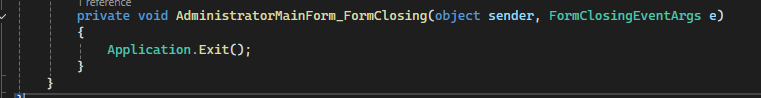 1 reference
private void AdministratorMainForm_FormClosing(object sender, FormClosingEventArgs e)
{
Application.Exit();
}
}
}